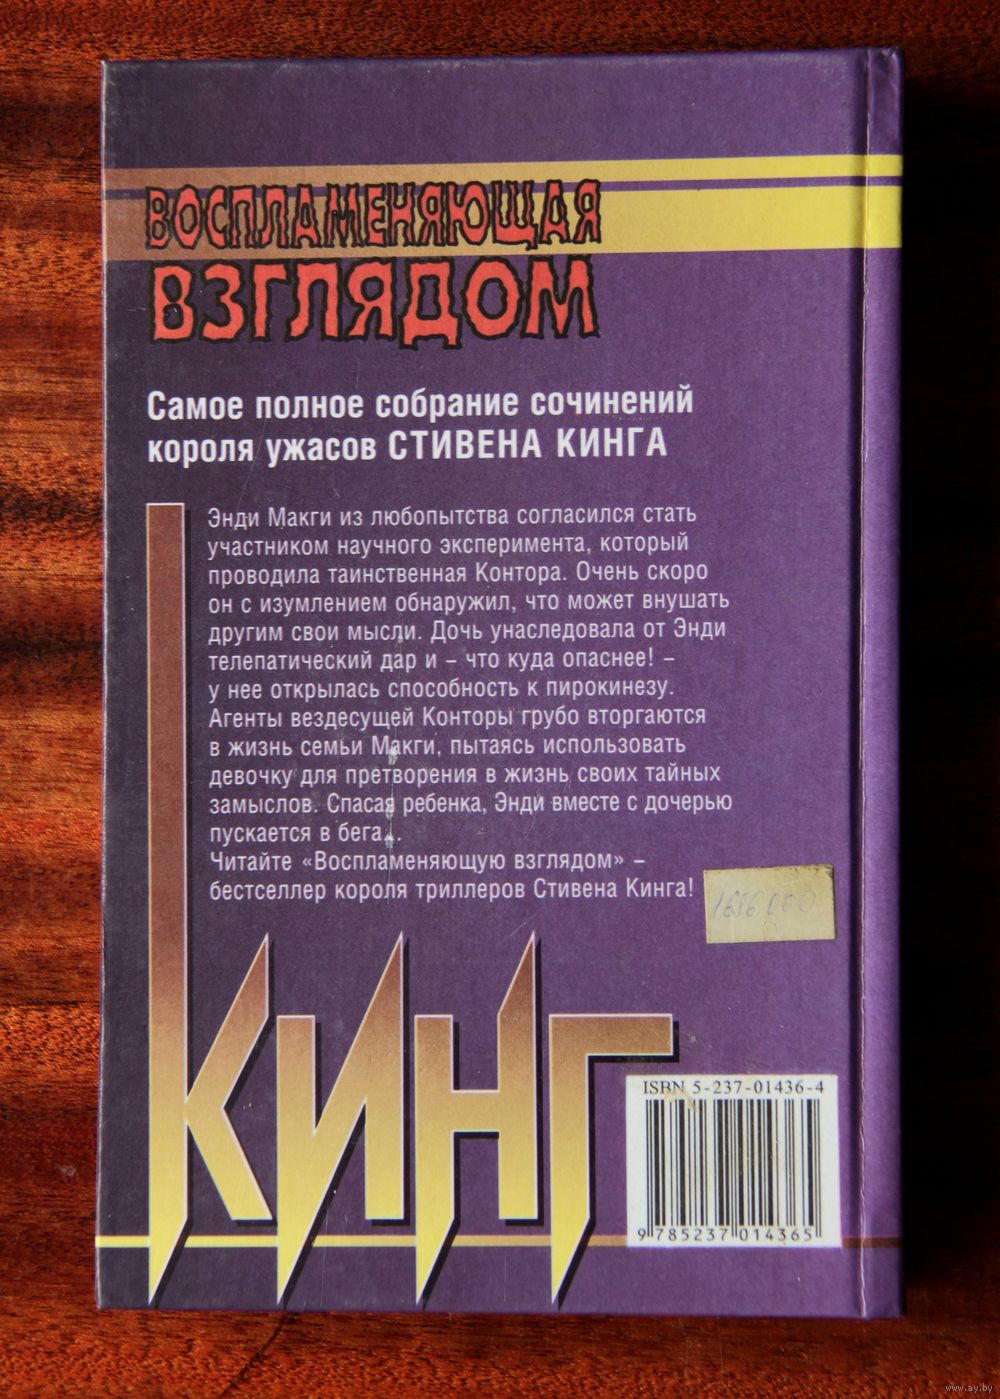 ВОСПЛАМЕНЯЮЩАЯ
ВЗГЛЯДОМ
Самое полное собрание сочинений
короля ужасов СТИВЕНА КИНГА
Энди Макги из любопытства согласился стать
участником научного эксперимента, который
проводила таинственная Контора. Очень скоро
он с изумлением обнаружил, что может внушать
другим свои мысли. Дочь унаследовала от Энди
телепатический дар и – что куда опаснее! –
у нее открылась способность к пирокинезу.
Агенты вездесущей Конторы грубо вторгаются
в жизнь семьи Макги, пытаясь использовать
девочку для претворения в жизнь своих тайных
замыслов. Спасая ребенка, Энди вместе с дочерью
пускается в бега...
Читайте «Воспламеняющую взглядом» –
бестселлер короля триллеров Стивена Кинга!
КИНГ
ISBN 5-237-01436-4
9 785237 014365
www.ay.by